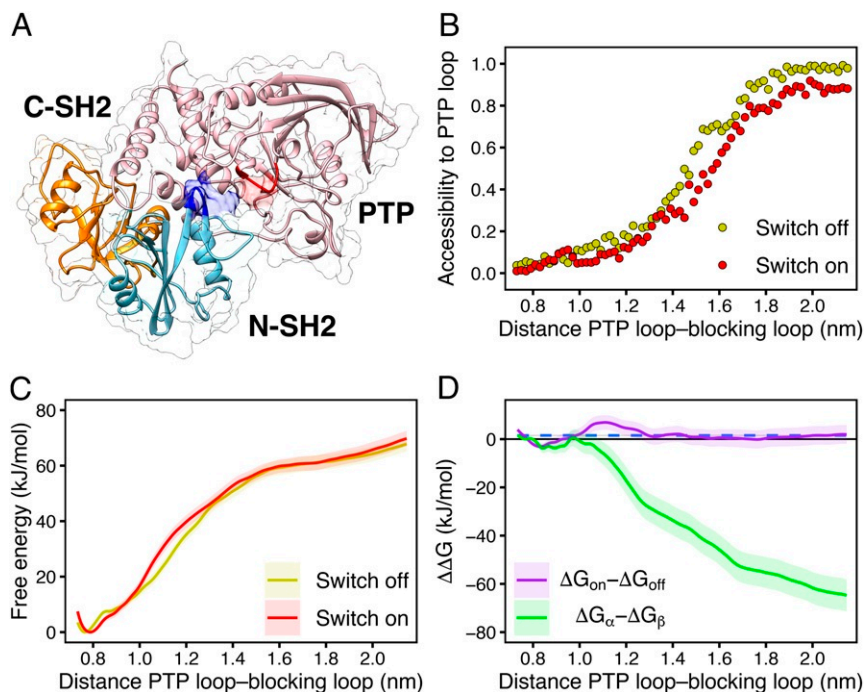 A
C-SH2
PTP
N-SH2
B
Accessibility to PTP loop
1.0
0.8
0.6
0.4
0.2
0.0
Switch off
Switch on
0.8 1.0 1.2 1.4 1.6 1.8 2.0
Distance PTP loop–blocking loop (nm)
C
Free energy (kJ/mol)
80
60
40
20
0
Switch off
Switch on
0.8 1.0 1.2 1.4 1.6 1.8 2.0
Distance PTP loop–blocking loop (nm)
D
ΔΔG (kJ/mol)
20
0
−20
−40
−60
−80
ΔGon−ΔGoff
ΔGα−ΔGβ
0.8 1.0 1.2 1.4 1.6 1.8 2.0
Distance PTP loop–blocking loop (nm)